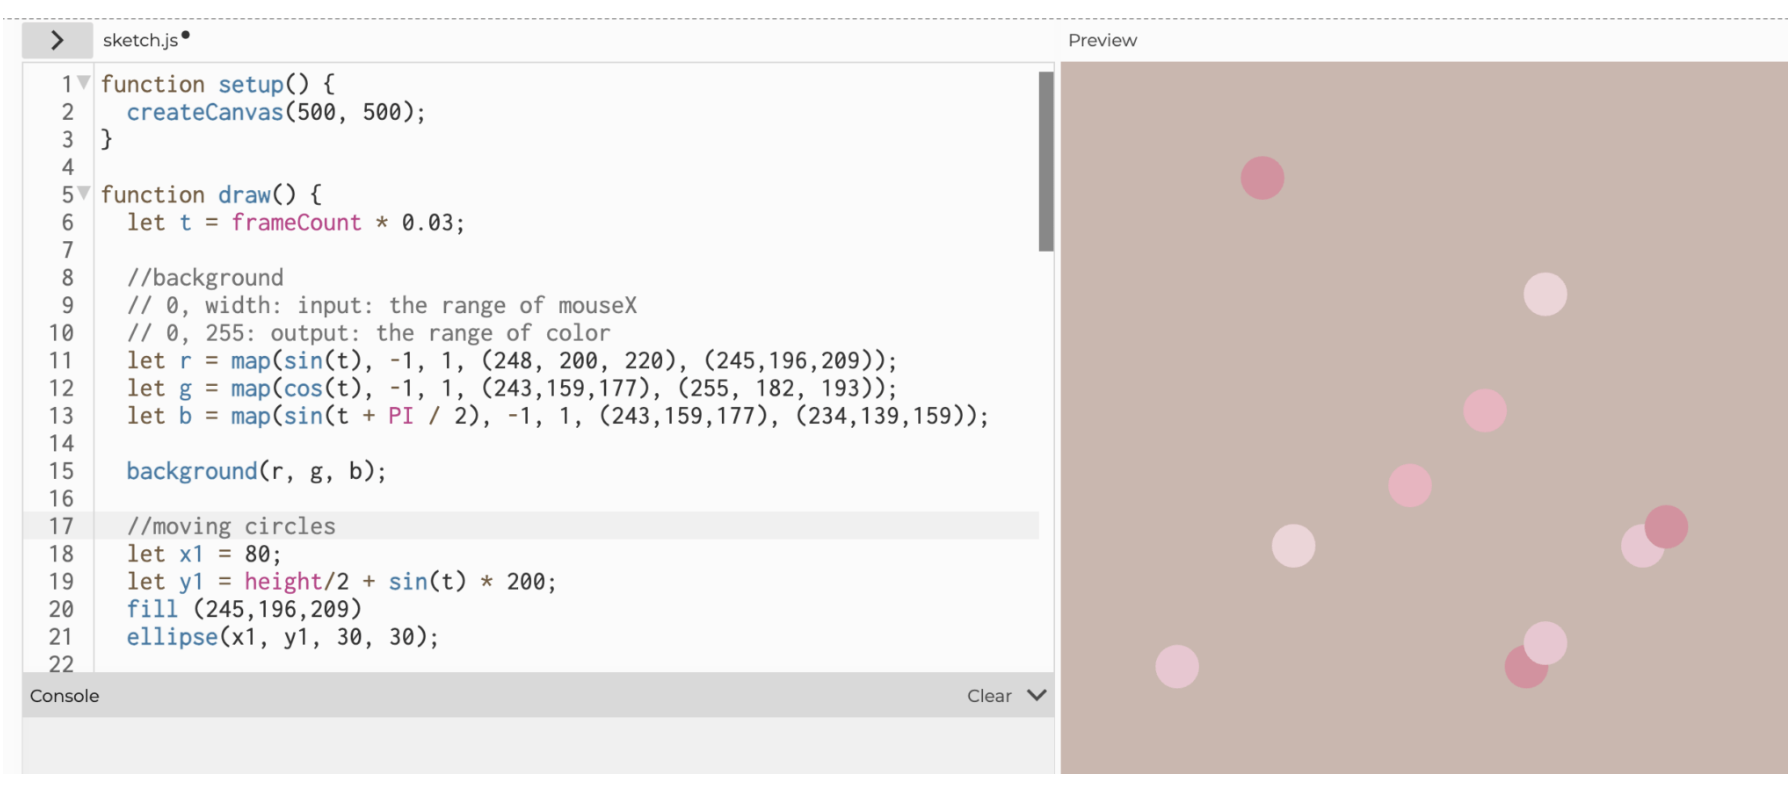 sketch.js
Preview
1 function setup() {
2 createCanvas(500, 500);
3 }
4
5 function draw() {
6 let t = frameCount * 0.03;
7
8 //background
9 // 0, width: input: the range of mouseX
10 // 0, 255: output: the range of color
11 let r = map(sin(t), -1, 1, (248, 200, 220), (245,196,209));
12 let g = map(cos(t), -1, 1, (243,159,177), (255, 182, 193));
13 let b = map(sin(t + PI / 2), -1, 1, (243,159,177), (234,139,159));
14
15 background(r, g, b);
16
17 //moving circles
18 let x1 = 80;
19 let y1 = height/2 + sin(t) * 200;
20 fill (245,196,209)
21 ellipse(x1, y1, 30, 30);
22
Console
Clear